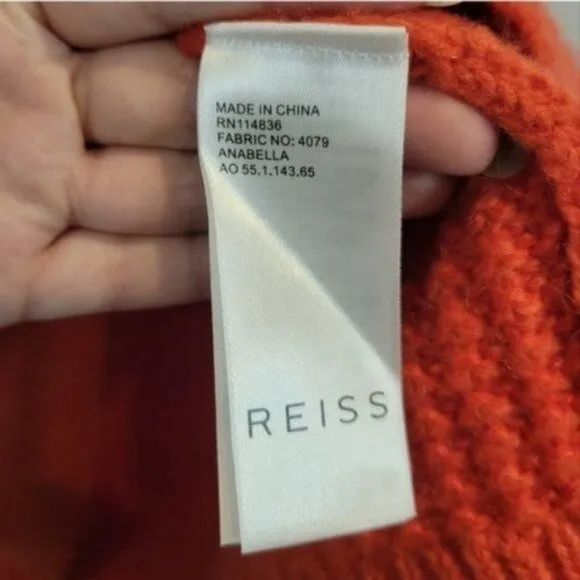 MADE IN CHINA
RN114836
FABRIC NO: 4079
ANABELLA
AO 55.1.143.65
REISS